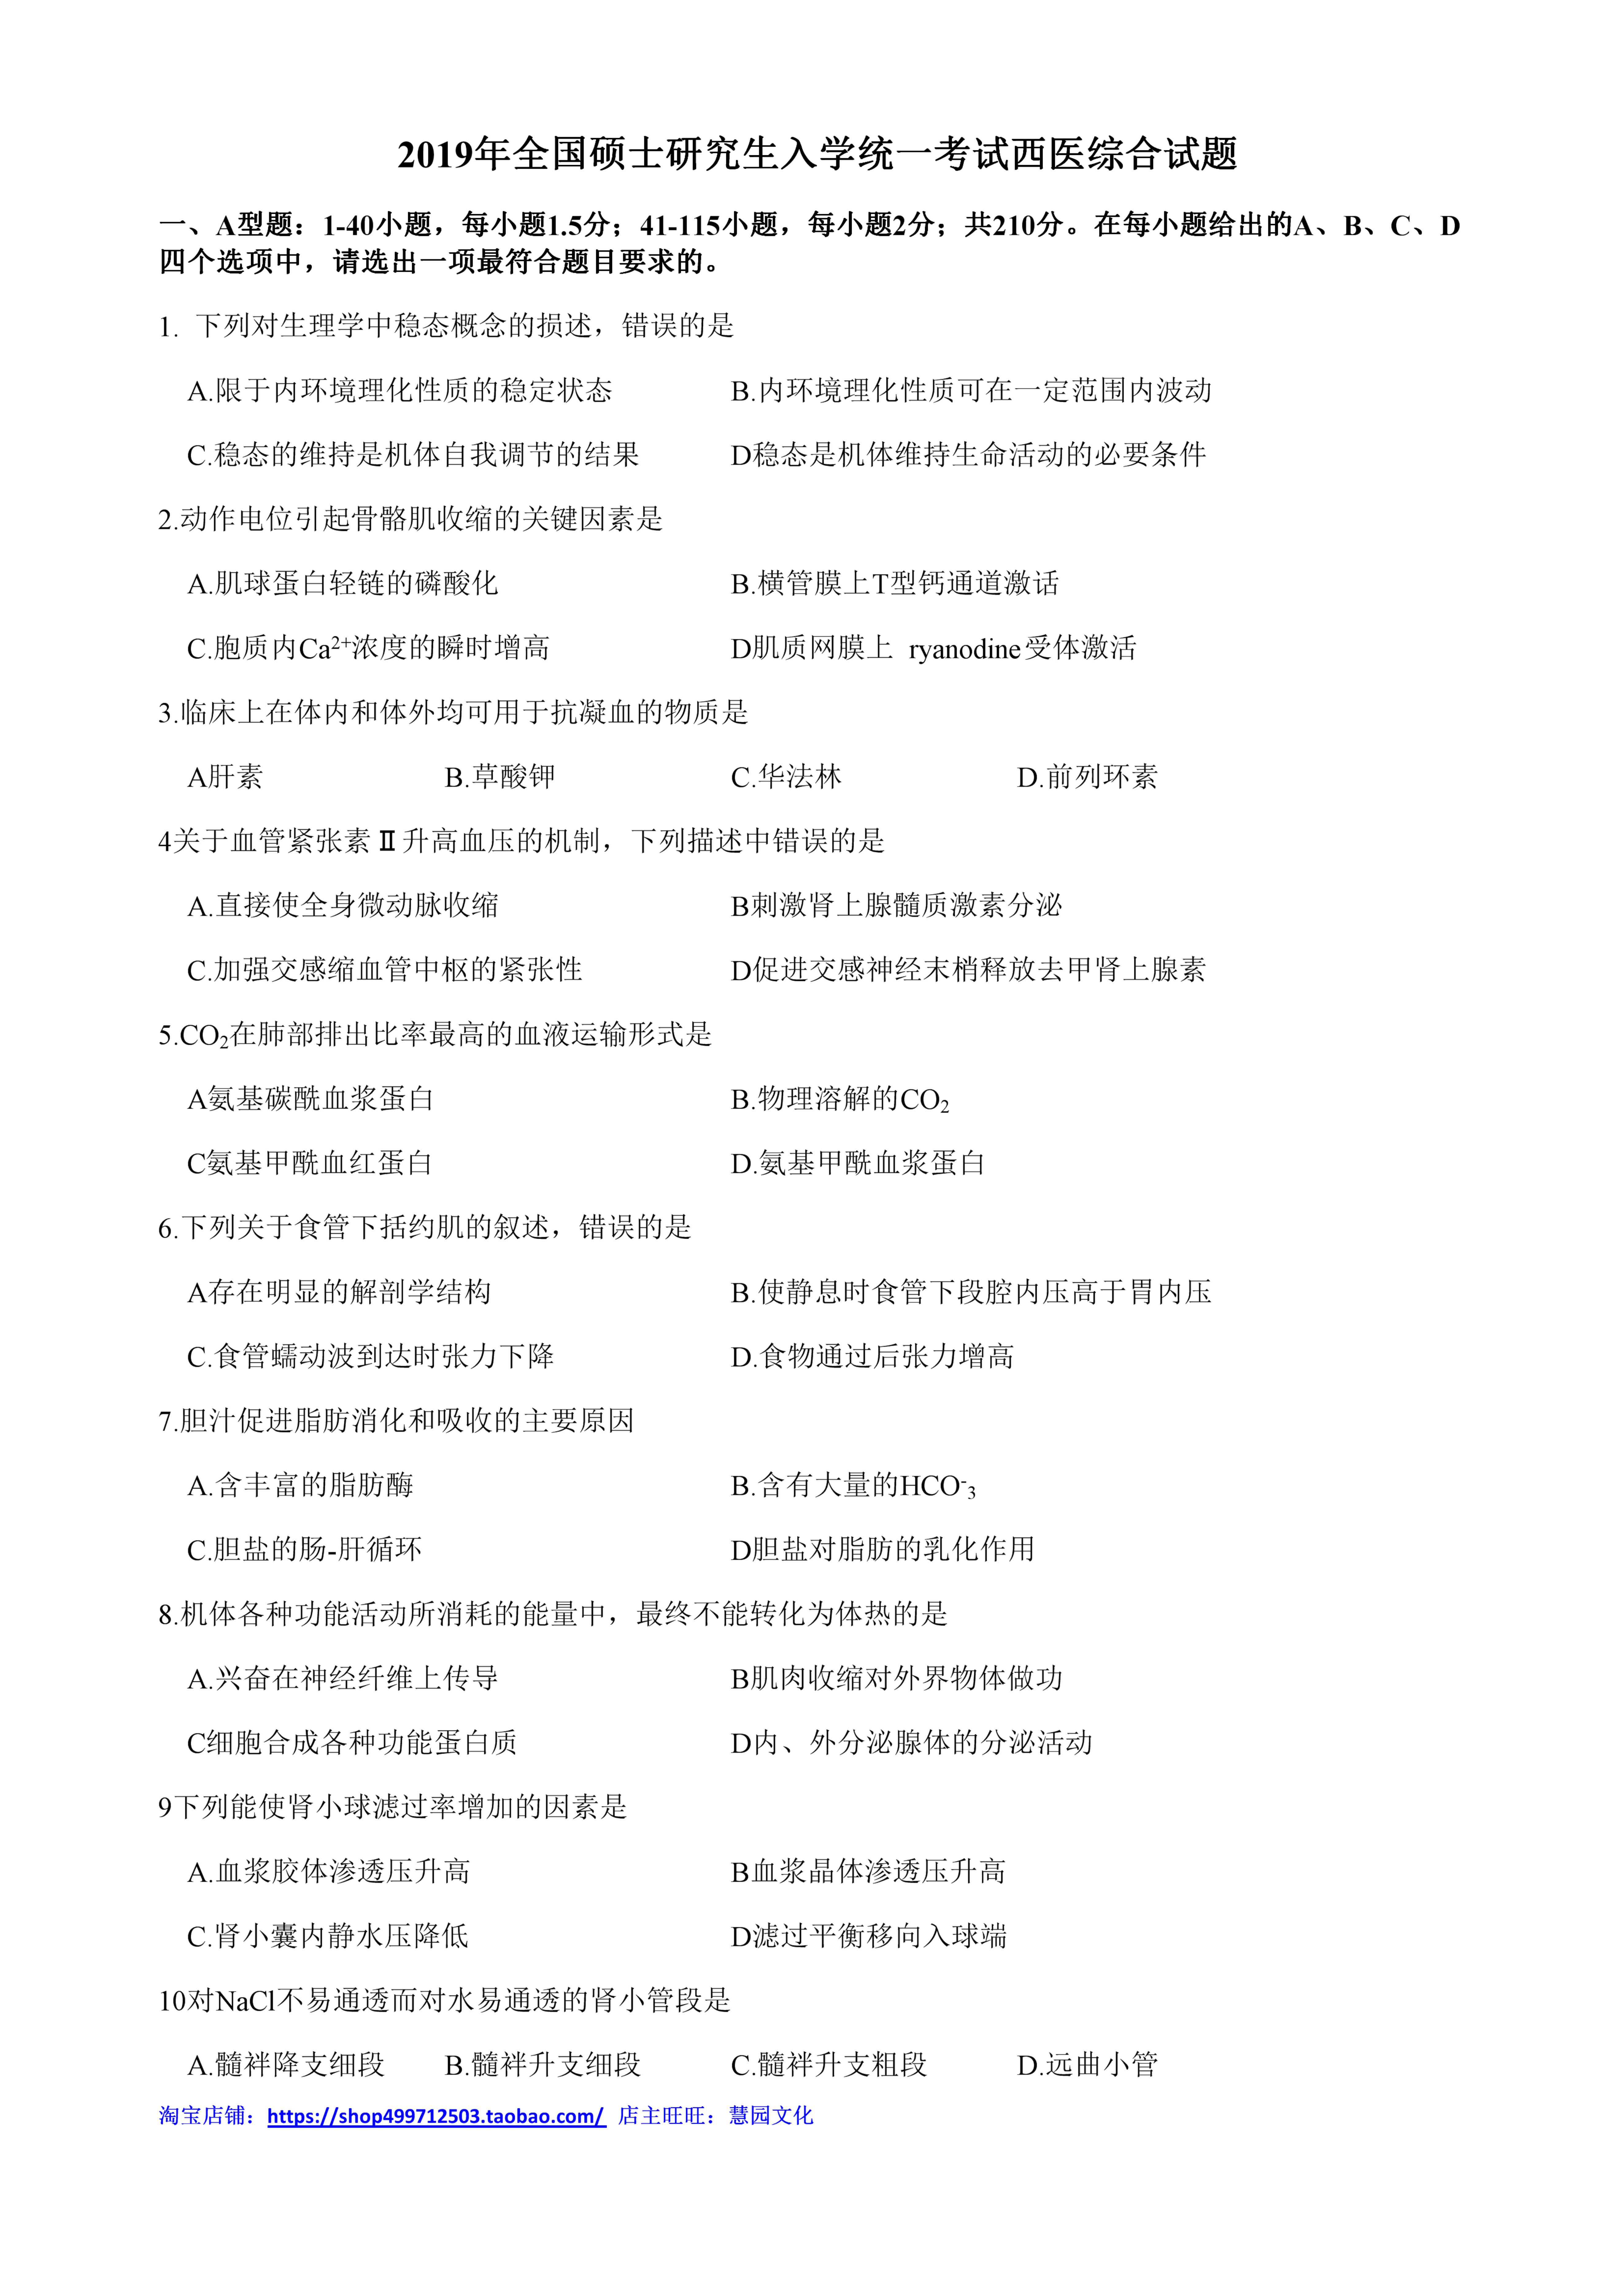 2019年全国硕士研究生入学统一考试西医综合试题
一、A型题：1-40小题，每小题1.5分；41-115小题，每小题2分；共210分。在每小题给出的A、B、C、D
四个选项中，请选出一项最符合题目要求的。
1. 下列对生理学中稳态概念的损述，错误的是
A.限于内环境理化性质的稳定状态 B.内环境理化性质可在一定范围内波动
C.稳态的维持是机体自我调节的结果 D稳态是机体维持生命活动的必要条件
2.动作电位引起骨骼肌收缩的关键因素是
A.肌球蛋白轻链的磷酸化 B.横管膜上T型钙通道激话
C.胞质内Ca²⁺浓度的瞬时增高 D肌质网膜上 ryanodine受体激活
3.临床上在体内和体外均可用于抗凝血的物质是
A肝素 B.草酸钾 C.华法林 D.前列环素
4关于血管紧张素Ⅱ升高血压的机制，下列描述中错误的是
A.直接使全身微动脉收缩 B刺激肾上腺髓质激素分泌
C.加强交感缩血管中枢的紧张性 D促进交感神经末梢释放去甲肾上腺素
5.CO₂在肺部排出比率最高的血液运输形式是
A氨基碳酰血浆蛋白 B.物理溶解的CO₂
C氨基甲酰血红蛋白 D.氨基甲酰血浆蛋白
6.下列关于食管下括约肌的叙述，错误的是
A存在明显的解剖学结构 B.使静息时食管下段腔内压高于胃内压
C.食管蠕动波到达时张力下降 D.食物通过后张力增高
7.胆汁促进脂肪消化和吸收的主要原因
A.含丰富的脂肪酶 B.含有大量的HCO⁻₃
C.胆盐的肠-肝循环 D胆盐对脂肪的乳化作用
8.机体各种功能活动所消耗的能量中，最终不能转化为体热的是
A.兴奋在神经纤维上传导 B肌肉收缩对外界物体做功
C细胞合成各种功能蛋白质 D内、外分泌腺体的分泌活动
9下列能使肾小球滤过率增加的因素是
A.血浆胶体渗透压升高 B血浆晶体渗透压升高
C.肾小囊内静水压降低 D滤过平衡移向入球端
10对NaCl不易通透而对水易通透的肾小管段是
A.髓袢降支细段 B.髓袢升支细段 C.髓袢升支粗段 D.远曲小管
淘宝店铺：https://shop499712503.taobao.com/ 店主旺旺：慧园文化